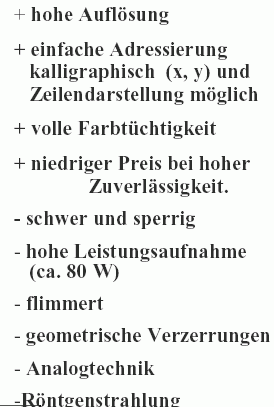 + hohe Auflösung
+ einfache Adressierung
kalligraphisch (x, y) und
Zeilendarstellung möglich
+ volle Farbtüchtigkeit
+ niedriger Preis bei hoher
Zuverlässigkeit.
- schwer und sperrig
- hohe Leistungsaufnahme
(ca. 80 W)
- flimmert
- geometrische Verzerrungen
- Analogtechnik
-Röntgenstrahlung